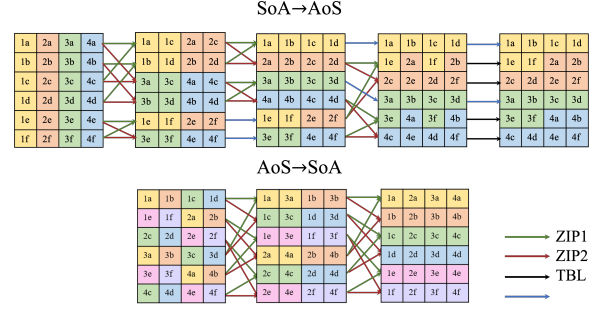 SoA→AoS
1a 2a 3a 4a 1a 1c 2a 2c 1a 1b 1c 1d 1a 1b 1c 1d 1a 1b 1c 1d
1b 2b 3b 4b 1b 1d 2b 2d 2a 2b 2c 2d 1e 2a 1f 2b 1e 1f 2a 2b
1c 2c 3c 4c 3a 3c 4a 4c 3a 3b 3c 3d 2c 2e 2d 2f 2c 2d 2e 2f
1d 2d 3d 4d 3b 3d 4b 4d 4a 4b 4c 4d 3a 3b 3c 3d 3a 3b 3c 3d
1e 2e 3e 4e 1e 1f 2e 2f 1e 1f 2e 2f 3e 4a 3f 4b 3e 3f 4a 4b
1f 2f 3f 4f 3e 3f 4e 4f 3e 3f 4e 4f 4c 4e 4d 4f 4c 4d 4e 4f
AoS→SoA
1a 1b 1c 1d 1a 3a 1b 3b 1a 2a 3a 4a
1e 1f 2a 2b 1c 3c 1d 3d 1b 2b 3b 4b
2c 2d 2e 2f 1e 3e 1f 3f 1c 2c 3c 4c
3a 3b 3c 3d 2a 4a 2b 4b 1d 2d 3d 4d
3e 3f 4a 4b 2c 4c 2d 4d 1e 2e 3e 4e
4c 4d 4e 4f 2e 4e 2f 4f 1f 2f 3f 4f
ZIP1
ZIP2
TBL